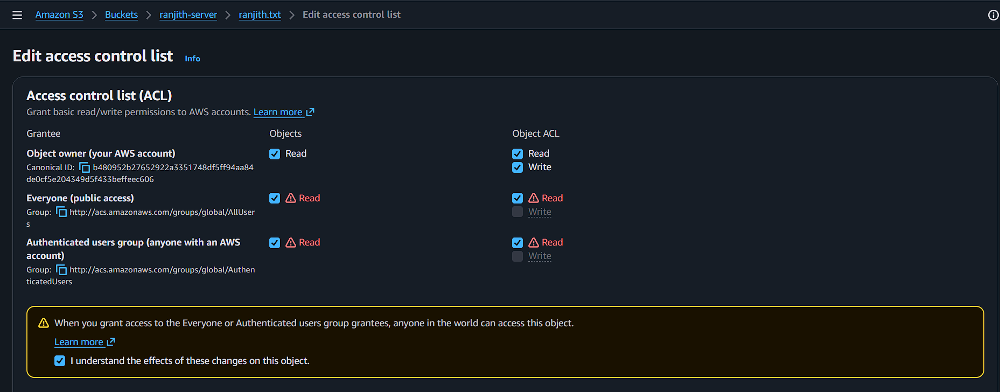 Amazon S3 > Buckets > ranjith-server > ranjith.txt > Edit access control list
Edit access control list Info
Access control list (ACL)
Grant basic read/write permissions to AWS accounts. Learn more
Grantee Objects Object ACL
Object owner (your AWS account) Read Read
Canonical ID: b480952b27652922a3351748df5ff94aa84 Write
de0cf5e204349d5f433beffeec606
Everyone (public access) Read Read
Group: http://acs.amazonaws.com/groups/global/AllUser Write
s
Authenticated users group (anyone with an AWS Read Read
account) Write
Group: http://acs.amazonaws.com/groups/global/Authen
ticatedUsers
When you grant access to the Everyone or Authenticated users group grantees, anyone in the world can access this object.
Learn more
I understand the effects of these changes on this object.